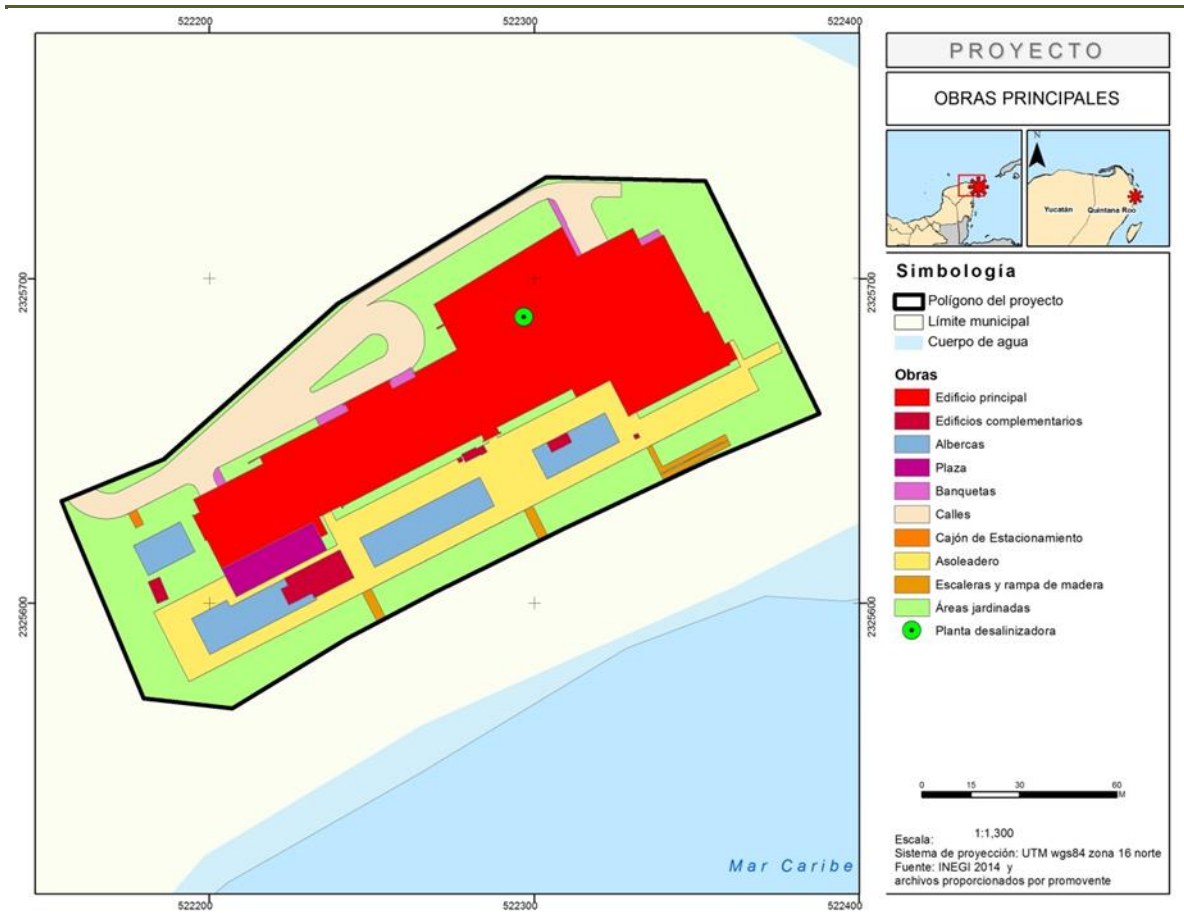 522200
522300
522400
2325700
2325600
2325700
2325600
Mar Caribe
522200
522300
522400
PROYECTO
OBRAS PRINCIPALES
N
Yucatán
Quintana Roo
Simbología
Polígono del proyecto
Límite municipal
Cuerpo de agua
Obras
Edificio principal
Edificios complementarios
Albercas
Plaza
Banquetas
Calles
Cajón de Estacionamiento
Asoleadero
Escaleras y rampa de madera
Áreas jardinadas
Planta desalinizadora
0 15 30 60
M
Escala: 1:1,300
Sistema de proyección: UTM wgs84 zona 16 norte
Fuente: INEGI 2014 y
archivos proporcionados por promovente